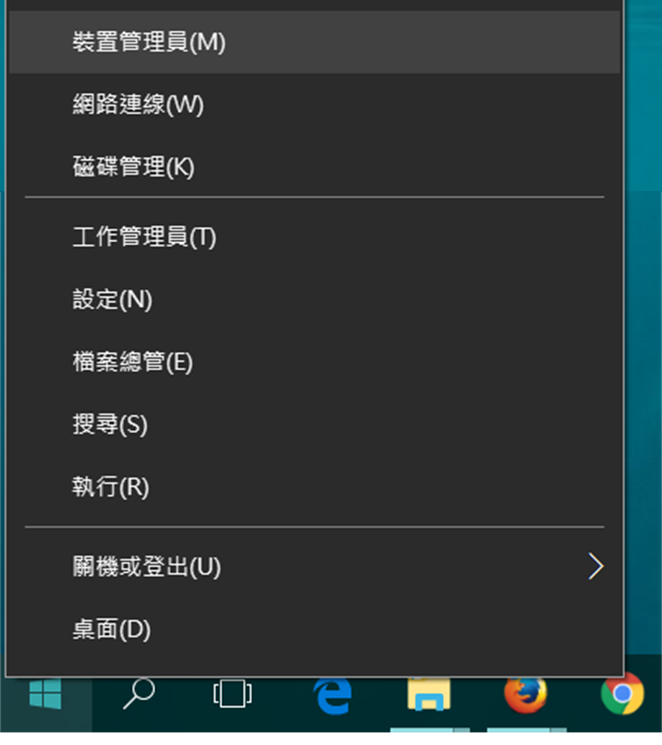 裝置管理員(M)
網路連線(W)
磁碟管理(K)
工作管理員(T)
設定(N)
檔案總管(E)
搜尋(S)
執行(R)
關機或登出(U)
桌面(D)